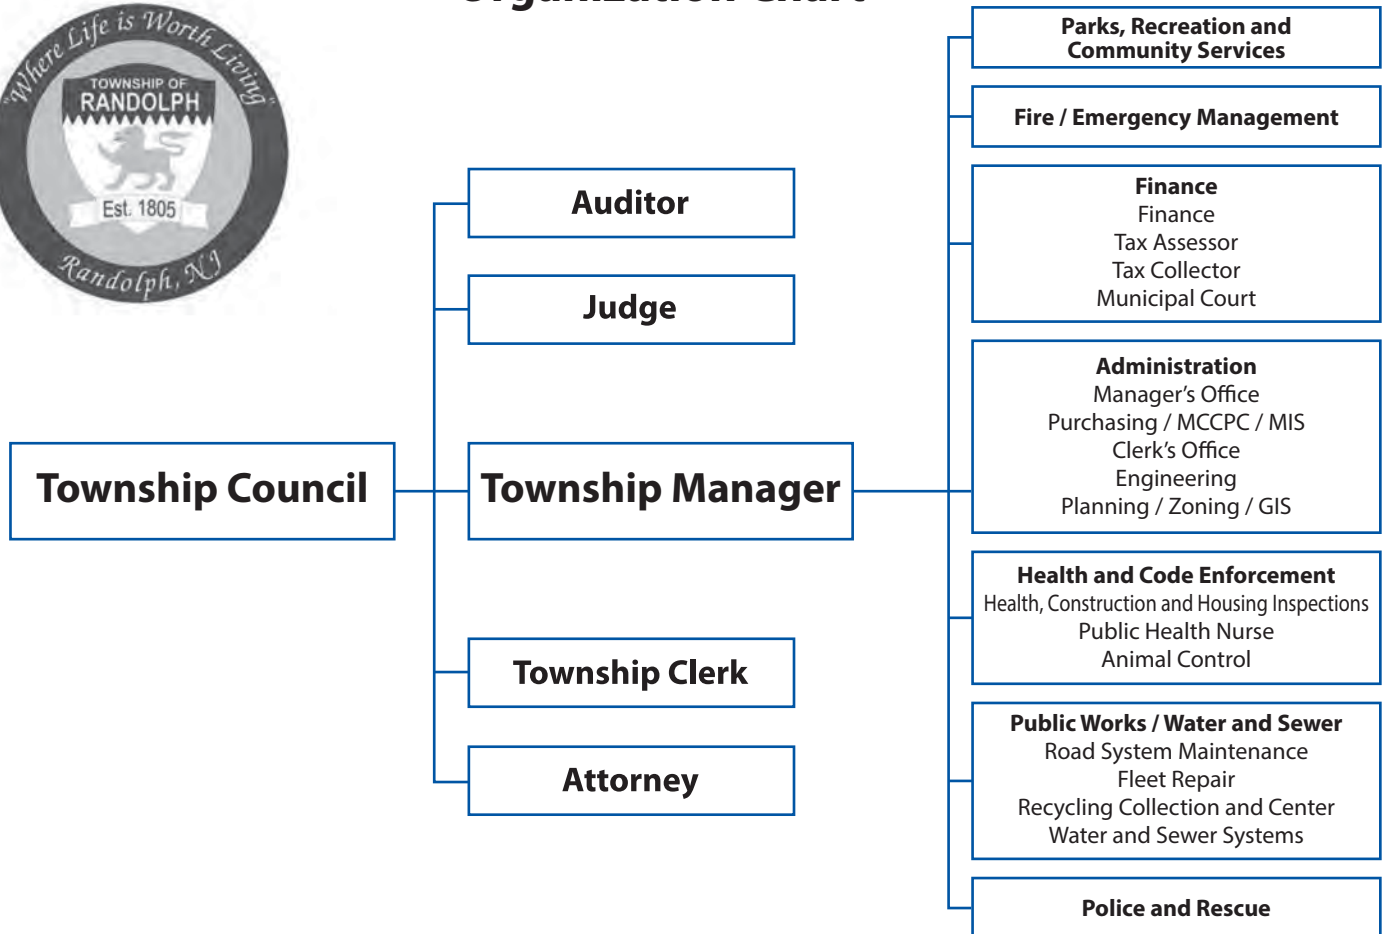 Organization Chart
"Where Life is Worth Living"
TOWNSHIP OF
RANDOLPH
Est. 1805
Randolph, NJ
Township Council
Auditor
Judge
Township Manager
Township Clerk
Attorney
Parks, Recreation and
Community Services
Fire / Emergency Management
Finance
Finance
Tax Assessor
Tax Collector
Municipal Court
Administration
Manager’s Office
Purchasing / MCCPC / MIS
Clerk’s Office
Engineering
Planning / Zoning / GIS
Health and Code Enforcement
Health, Construction and Housing Inspections
Public Health Nurse
Animal Control
Public Works / Water and Sewer
Road System Maintenance
Fleet Repair
Recycling Collection and Center
Water and Sewer Systems
Police and Rescue